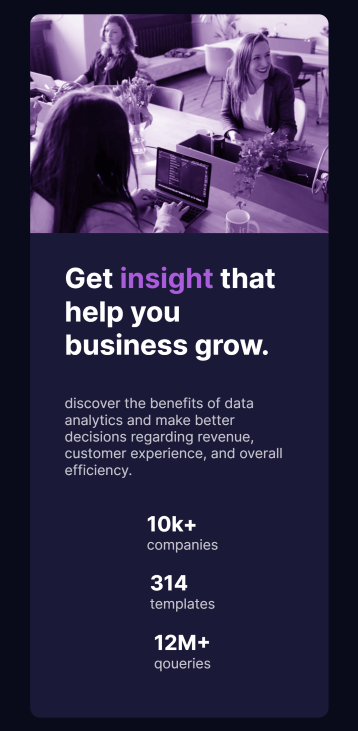 Get insight that
help you
business grow.
discover the benefits of data
analytics and make better
decisions regarding revenue,
customer experience, and overall
efficiency.
10k+
companies
314
templates
12M+
qoueries